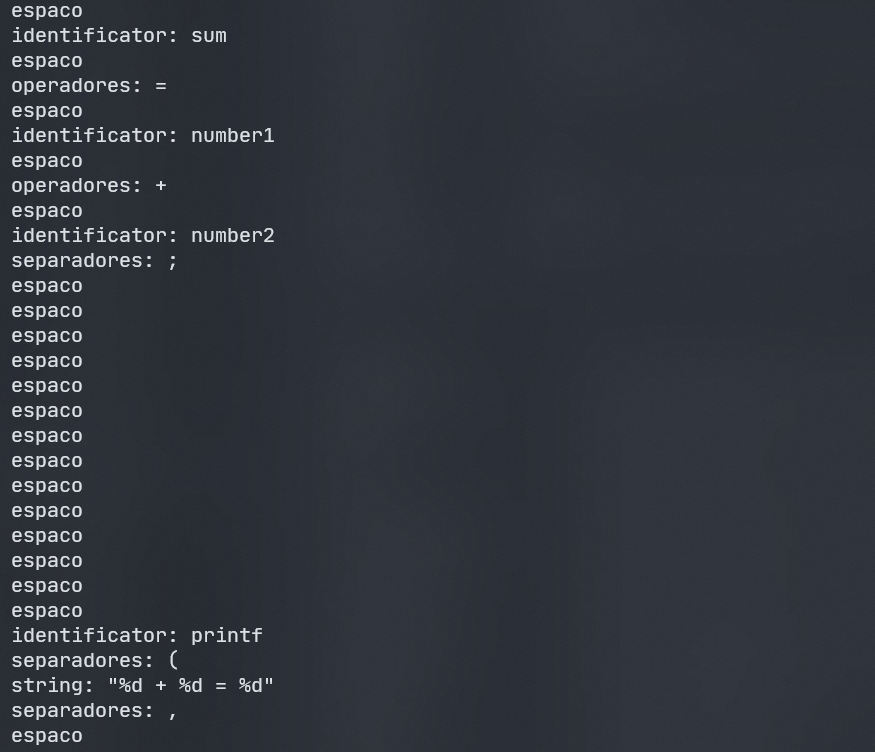 espaco
identificator: sum
espaco
operadores: =
espaco
identificator: number1
espaco
operadores: +
espaco
identificator: number2
separadores: ;
espaco
espaco
espaco
espaco
espaco
espaco
espaco
espaco
espaco
espaco
espaco
espaco
espaco
espaco
identificator: printf
separadores: (
string: "%d + %d = %d"
separadores: ,
espaco